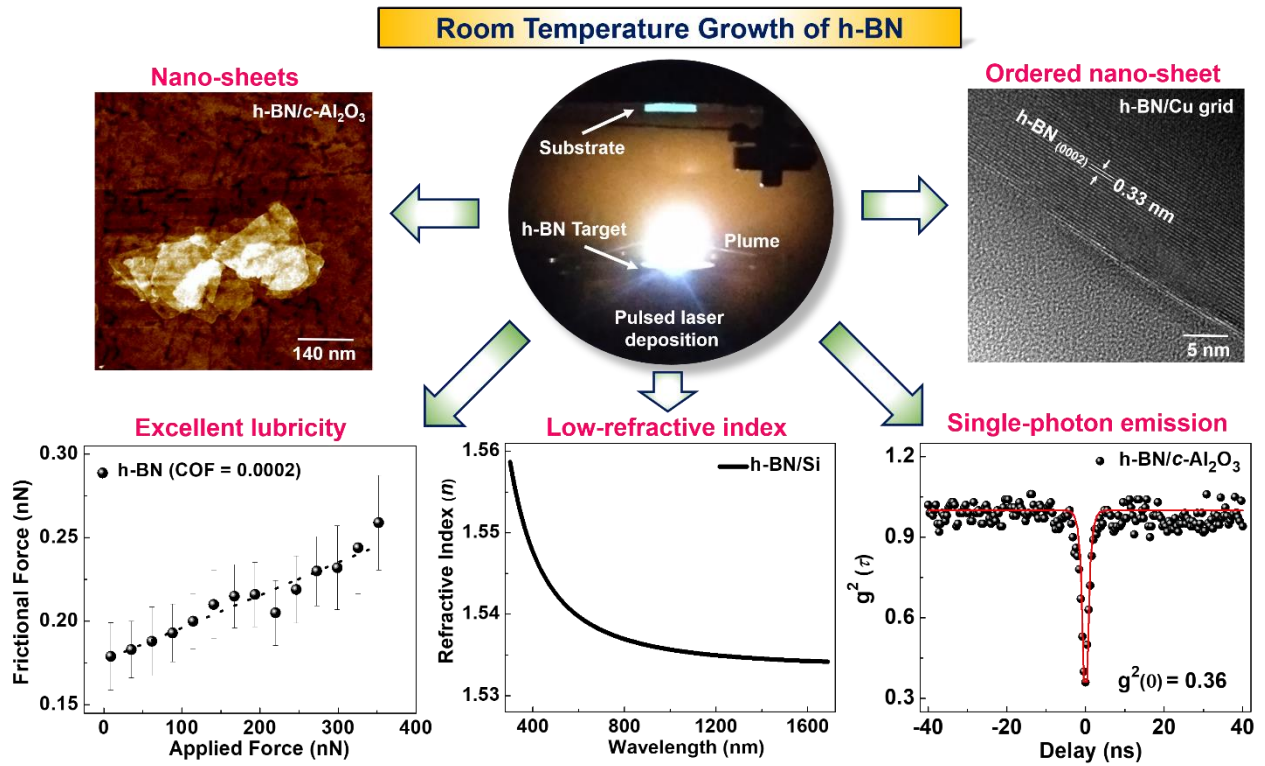 Room Temperature Growth of h-BN
Nano-sheets
h-BN/c-Al₂O₃
140 nm
Substrate
h-BN Target
Plume
Pulsed laser
deposition
Ordered nano-sheet
h-BN/Cu grid
h-BN(0002)
0.33 nm
5 nm
Excellent lubricity
h-BN (COF = 0.0002)
Frictional Force (nN)
0.30
0.25
0.20
0.15
0
100
200
300
400
Applied Force (nN)
Low-refractive index
h-BN/Si
Refractive Index (n)
1.56
1.55
1.54
1.53
400
800
1200
1600
Wavelength (nm)
Single-photon emission
h-BN/c-Al₂O₃
g² (τ)
1.2
0.9
0.6
0.3
g²(0) = 0.36
-40
-20
0
20
40
Delay (ns)